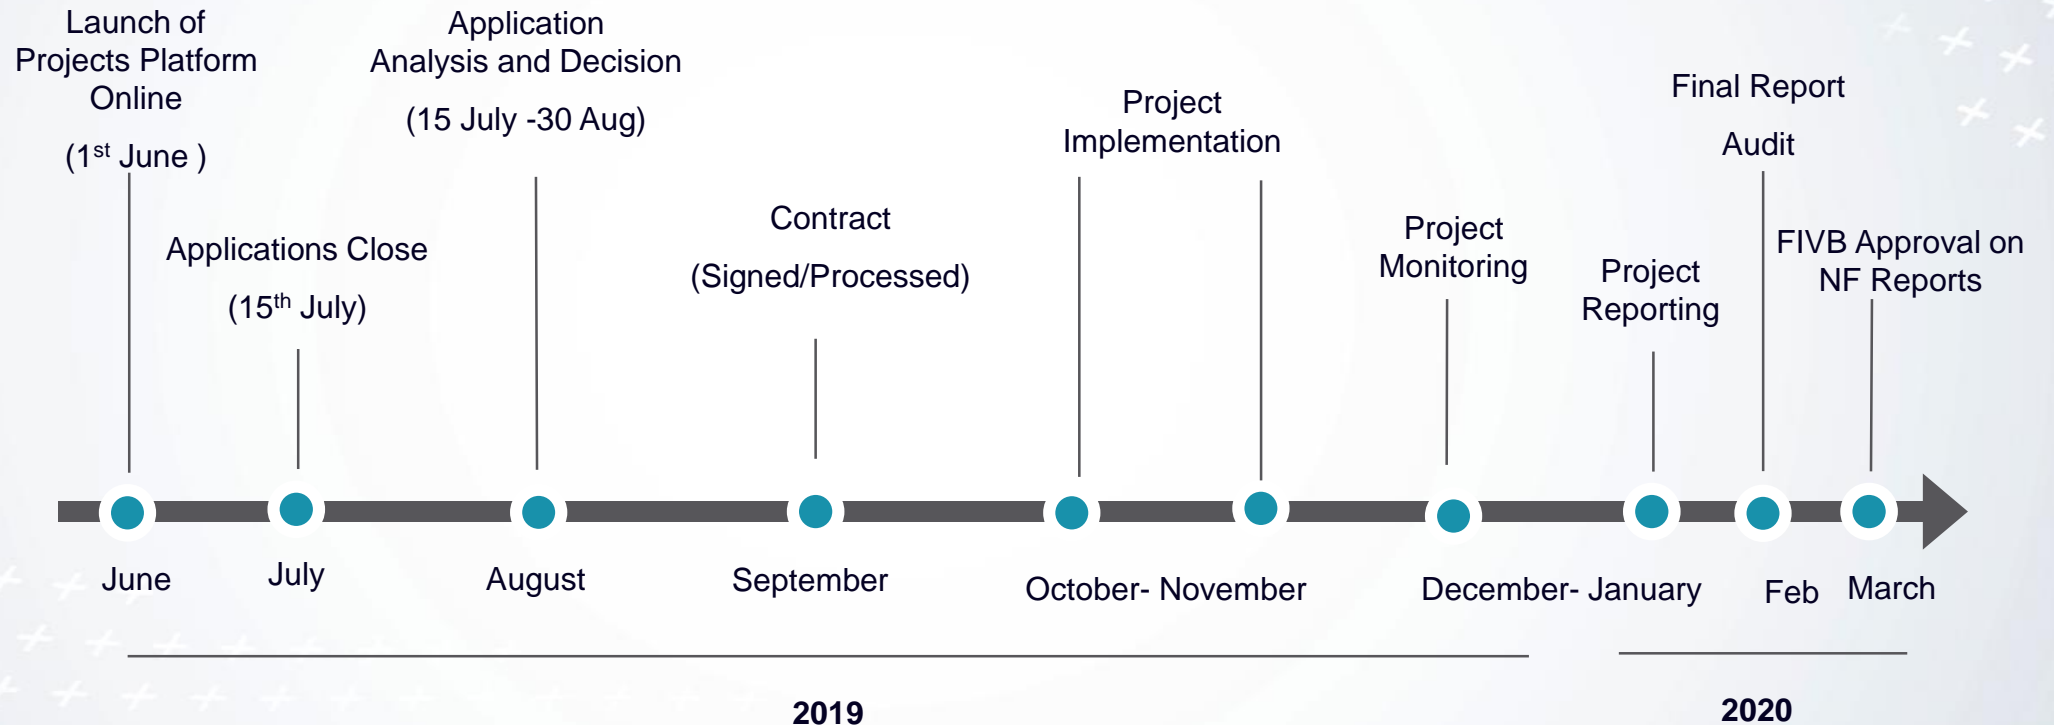 Launch of
Projects Platform
Online
(1st June )
Applications Close
(15th July)
Application
Analysis and Decision
(15 July -30 Aug)
Contract
(Signed/Processed)
Project
Implementation
Project
Monitoring
Project
Reporting
Final Report
Audit
FIVB Approval on
NF Reports
June
July
August
September
October- November
December- January
Feb
March
2019
2020